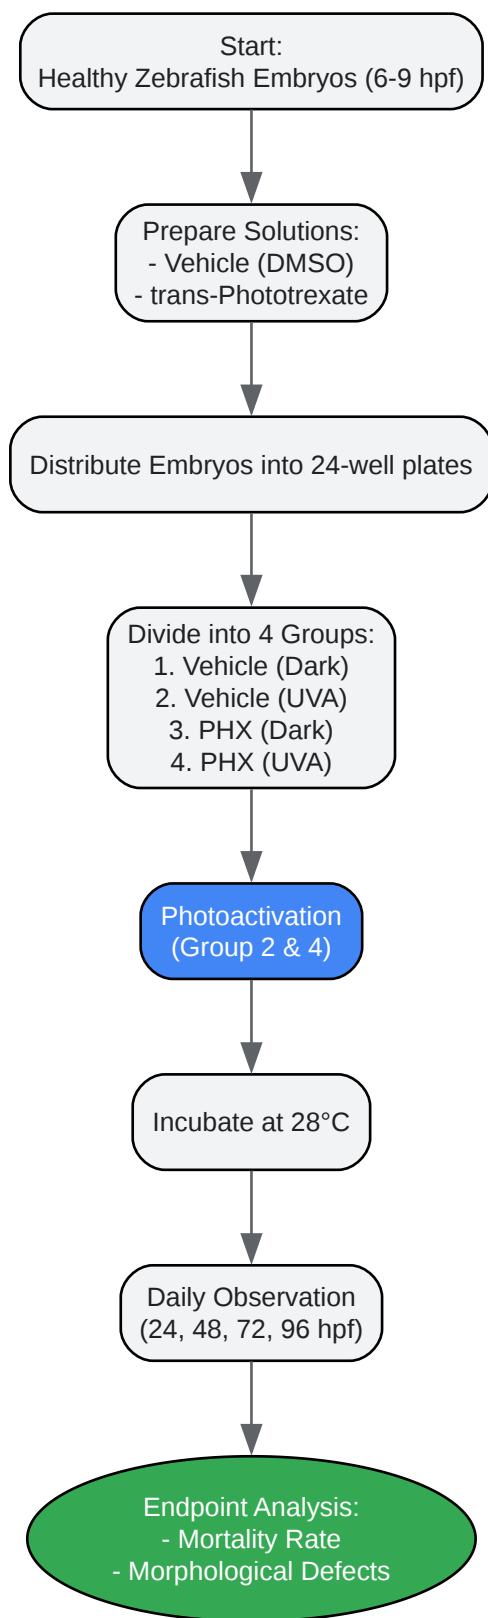 Start:
Healthy Zebrafish Embryos (6-9 hpf)
Prepare Solutions:
- Vehicle (DMSO)
- trans-Phototrexate
Distribute Embryos into 24-well plates
Divide into 4 Groups:
1. Vehicle (Dark)
2. Vehicle (UVA)
3. PHX (Dark)
4. PHX (UVA)
Photoactivation
(Group 2 & 4)
Incubate at 28°C
Daily Observation
(24, 48, 72, 96 hpf)
Endpoint Analysis:
- Mortality Rate
- Morphological Defects